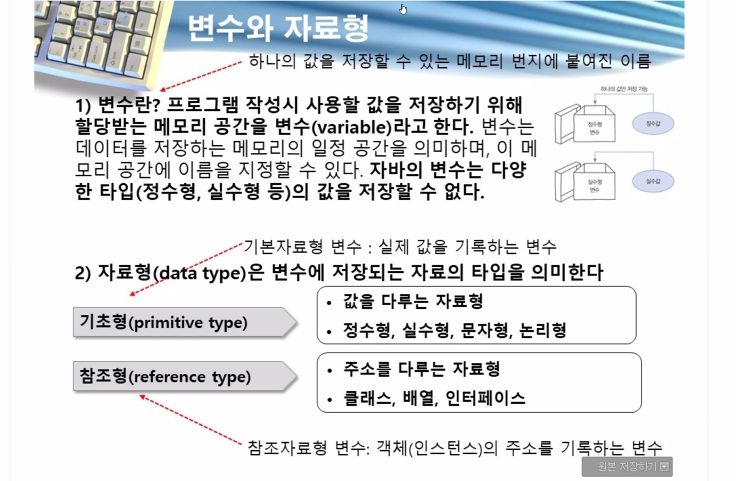 변수와 자료형
하나의 값을 저장할 수 있는 메모리 번지에 붙여진 이름
1) 변수란? 프로그램 작성시 사용할 값을 저장하기 위해
할당받는 메모리 공간을 변수(variable)라고 한다. 변수는
데이터를 저장하는 메모리의 일정 공간을 의미하며, 이 메
모리 공간에 이름을 지정할 수 있다. 자바의 변수는 다양
한 타입(정수형, 실수형 등)의 값을 저장할 수 없다.
하나의 값만 저장 가능
정수형
변수
정수값
실수형
변수
실수값
기본자료형 변수 : 실제 값을 기록하는 변수
2) 자료형(data type)은 변수에 저장되는 자료의 타입을 의미한다
기초형(primitive type)
• 값을 다루는 자료형
• 정수형, 실수형, 문자형, 논리형
참조형(reference type)
• 주소를 다루는 자료형
• 클래스, 배열, 인터페이스
참조자료형 변수: 객체(인스턴스)의 주소를 기록하는 변수
원본 저장하기